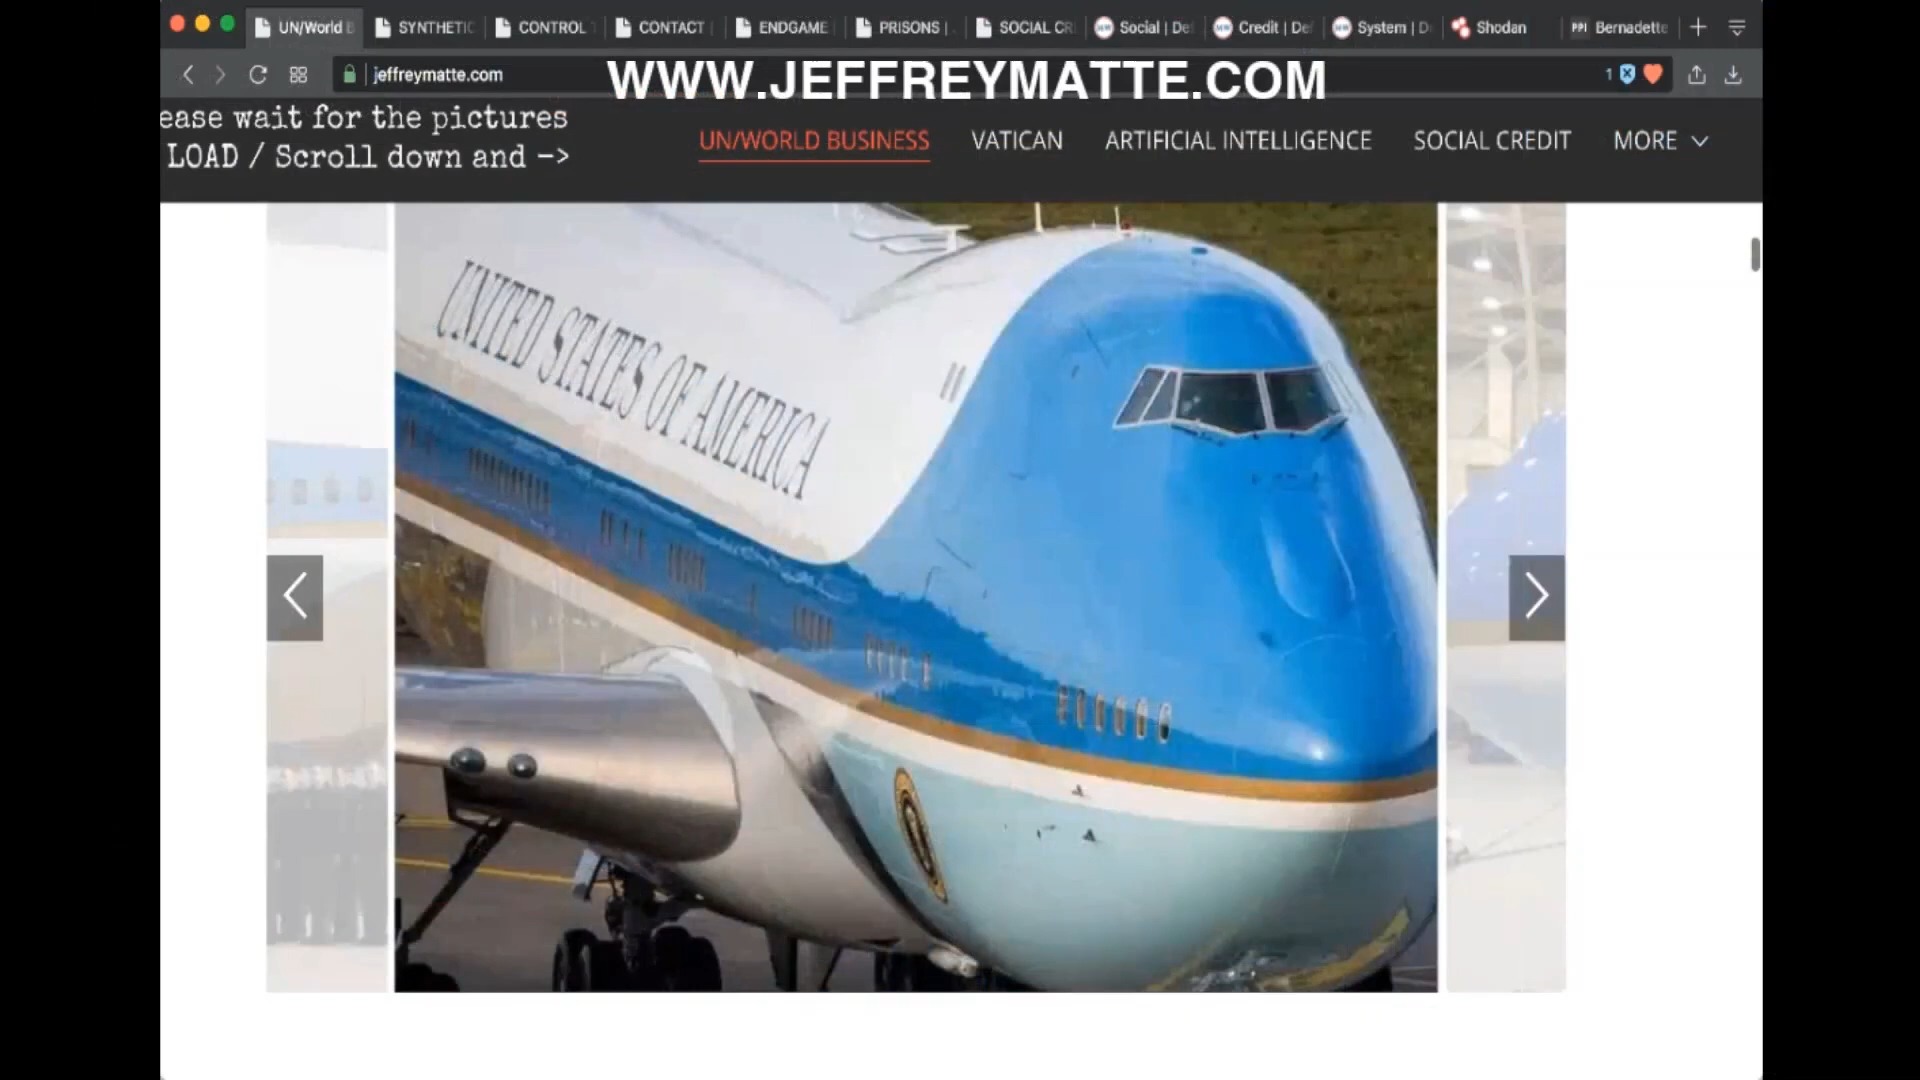 UN/World B
SYNTHETIC
CONTROL
CONTACT
ENDGAME
PRISONS |
SOCIAL CR
Social | De
Credit | De
System | D
Shodan
PPI Bernadette
jeffreymatte.com
WWW.JEFFREYMATTE.COM
1
ease wait for the pictures
LOAD / Scroll down and ->
UN/WORLD BUSINESS
VATICAN
ARTIFICIAL INTELLIGENCE
SOCIAL CREDIT
MORE
UNITED STATES OF AMERICA